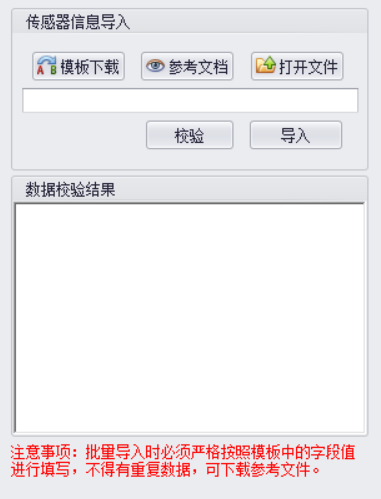 传感器信息导入
模板下载 参考文档 打开文件
校验 导入
数据校验结果
注意事项：批量导入时必须严格按照模板中的字段值
进行填写，不得有重复数据，可下载参考文件。